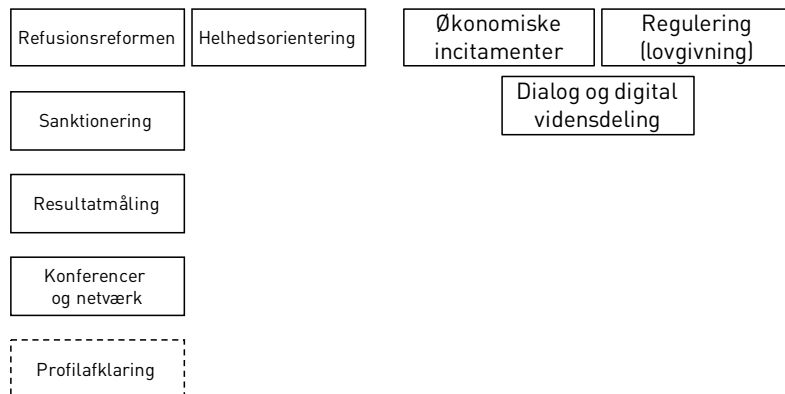 Refusionsreformen
Helhedsorientering
Økonomiske
incitamenter
Regulering
(lovgivning)
Dialog og digital
vidensdeling
Sanktionering
Resultatmåling
Konferencer
og netværk
Profilafklaring